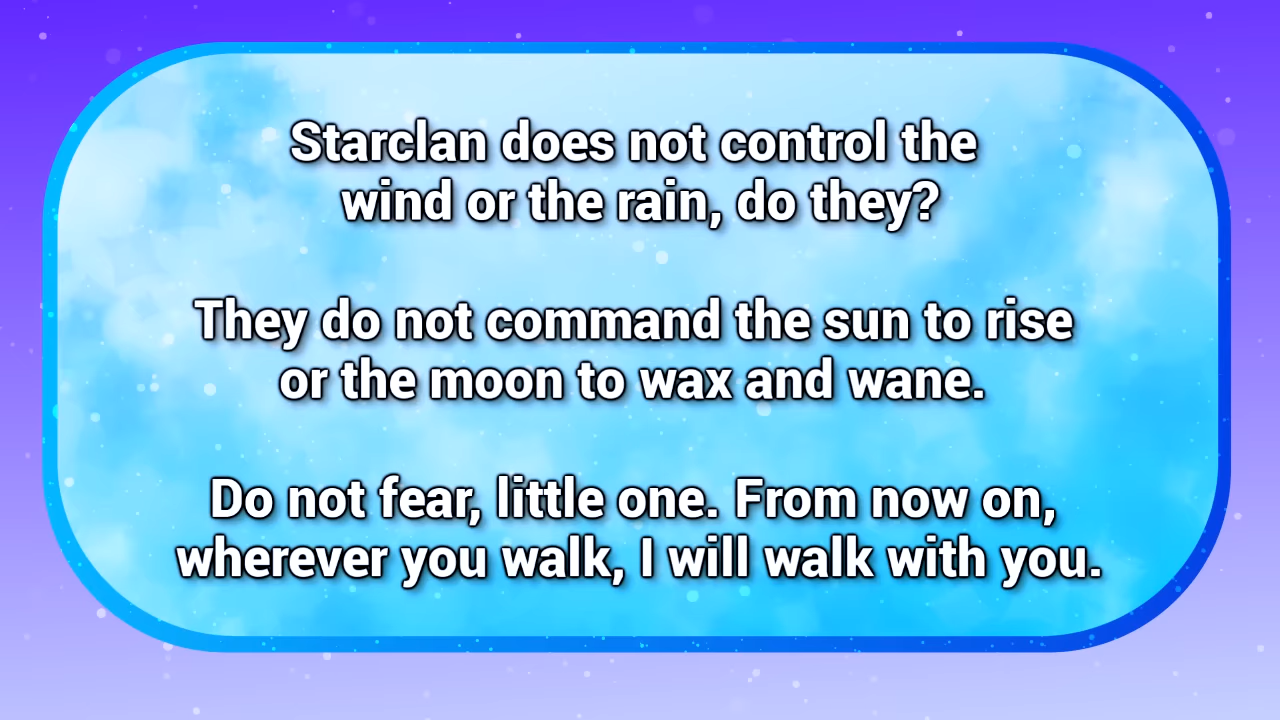 Starclan does not control the
wind or the rain, do they?
They do not command the sun to rise
or the moon to wax and wane.
Do not fear, little one. From now on,
wherever you walk, I will walk with you.